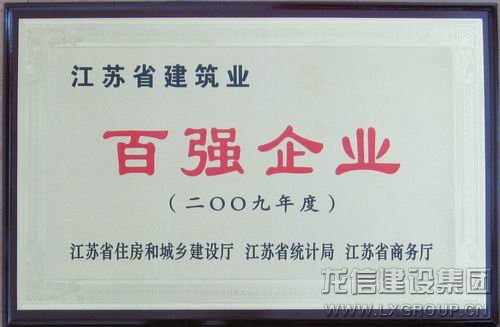 江苏省建筑业
百强企业
(二〇〇九年度)
江苏省住房和城乡建设厅 江苏省统计局 江苏省商务厅
龙信建设集团
WWW.LXGROUP.CN